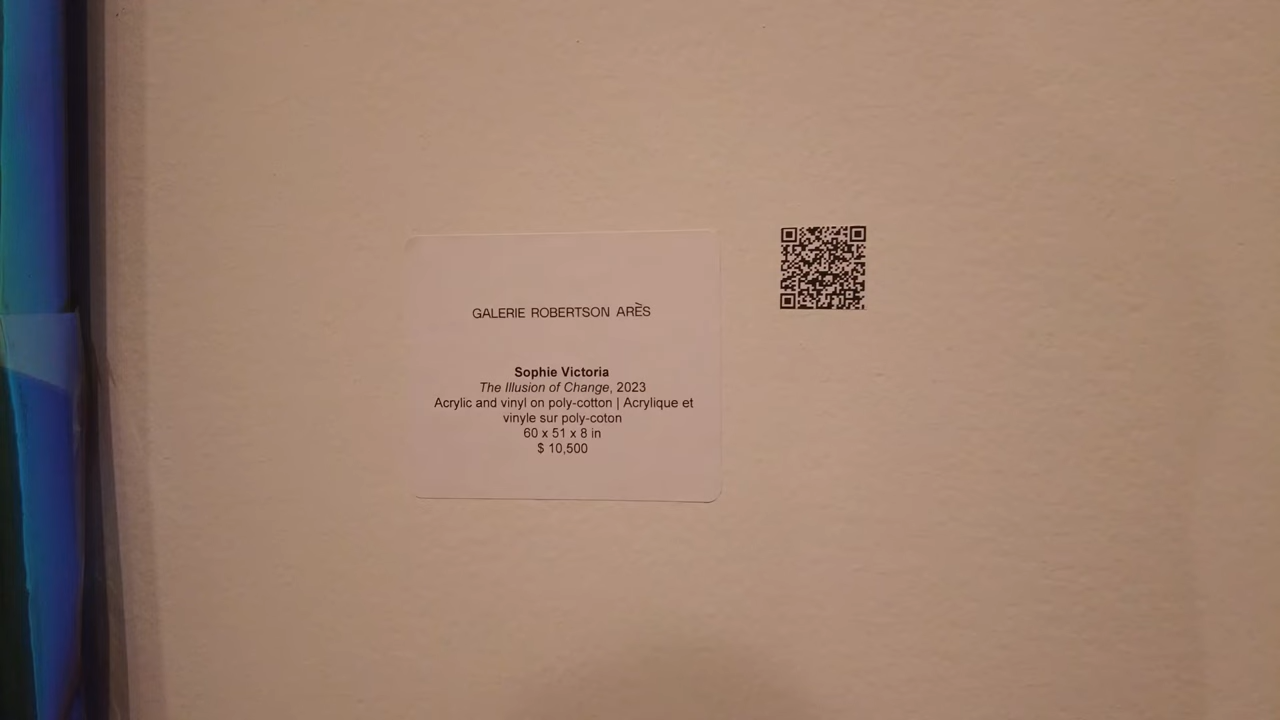 GALERIE ROBERTSON ARÈS
Sophie Victoria
The Illusion of Change, 2023
Acrylic and vinyl on poly-cotton | Acrylique et
vinyle sur poly-coton
60 x 51 x 8 in
$ 10,500